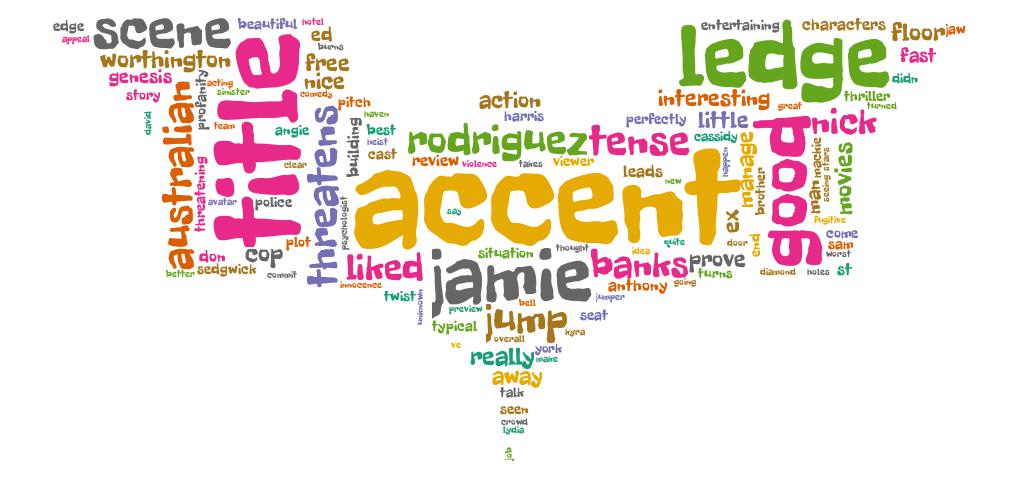 edge
appeal
scene
beautiful
hotel
ed
burns
worthington
free
nice
genesis
story
acting
sinister
comedy
profanity
title
australian
david
team
angie
clear
threatening
avatar
police
threatens
pitch
haven
best
heist
cast
building
psychologist
plot
don
cop
better
sedgwick
commit
action
harris
rodriguez
tense
review
violence
takes
viewer
accent
say
leads
new
entertaining
characters
floor
jaw
fast
ledge
didn
interesting
great
thriller
turned
perfectly
little
cassidy
nick
good
happen
manage
brother
man
mackie
seeing
stars
movies
fugitive
ex
door
end
come
sam
worst
diamond
holes
st
liked
innocence
situation
thought
idea
quite
jamie
banks
prove
turns
anthony
going
twist
unknown
preview
bell
jumper
typical
jump
seat
kyra
overall
ve
really
york
make
away
talk
seen
crowd
lydia
job